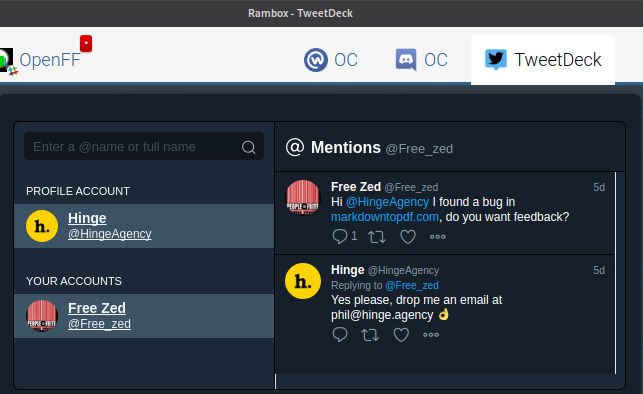 Rambox - TweetDeck
OpenFF
OC
OC
TweetDeck
Enter a @name or full name
@ Mentions @Free_zed
PROFILE ACCOUNT
Hinge
@HingeAgency
YOUR ACCOUNTS
Free Zed
@Free_zed
Free Zed @Free_zed 5d
Hi @HingeAgency I found a bug in
markdowntopdf.com, do you want feedback?
1
h.
Hinge @HingeAgency 5d
Replying to @Free_zed
Yes please, drop me an email at
phil@hinge.agency 👌
h.